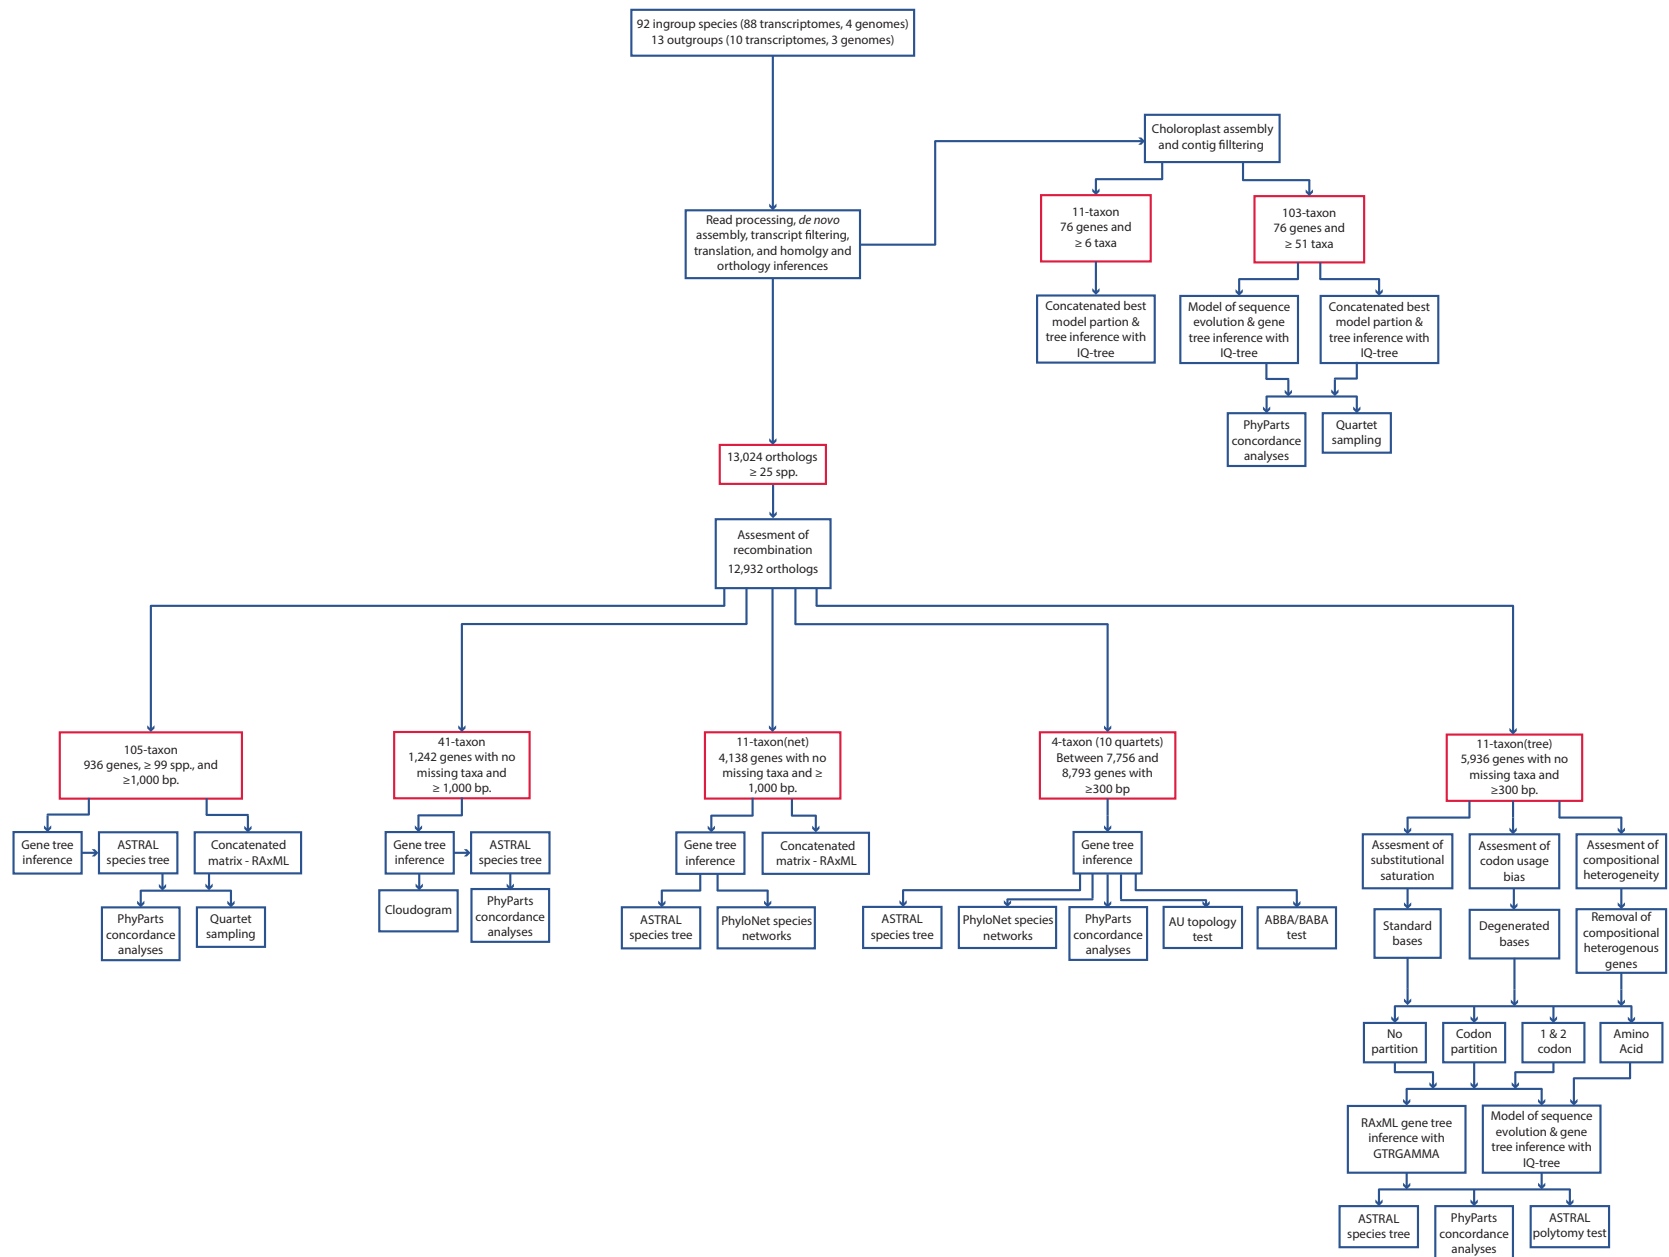 92 ingroup species (88 transcriptomes, 4 genomes)
13 outgroups (10 transcriptomes, 3 genomes)
Choloroplast assembly
and contig fılltering
11-taxon
76 genes and
≥ 6 taxa
103-taxon
76 genes and
≥ 51 taxa
Read processing, de novo
assembly, transcript filtering,
translation, and homolgy and
orthology inferences
Concatenated best
model partion &
tree inference with
IQ-tree
Model of sequence
evolution & gene
tree inference with
IQ-tree
Concatenated best
model partion &
tree inference with
IQ-tree
PhyParts
concordance
analyses
Quartet
sampling
13,024 orthologs
≥ 25 spp.
Assesment of
recombination
12,932 orthologs
105-taxon
936 genes, ≥ 99 spp., and
≥1,000 bp.
41-taxon
1,242 genes with no
missing taxa and
≥ 1,000 bp.
11-taxon(net)
4,138 genes with no
missing taxa and ≥
1,000 bp.
4-taxon (10 quartets)
Between 7,756 and
8,793 genes with
≥300 bp
11-taxon(tree)
5,936 genes with no
missing taxa and
≥300 bp.
Gene tree
inference
ASTRAL
species tree
Concatenated
matrix - RAxML
PhyParts
concordance
analyses
Quartet
sampling
Gene tree
inference
ASTRAL
species tree
Cloudogram
PhyParts
concordance
analyses
Gene tree
inference
Concatenated
matrix - RAxML
ASTRAL
species tree
PhyloNet species
networks
Gene tree
inference
ASTRAL
species tree
PhyloNet species
networks
PhyParts
concordance
analyses
AU topology
test
ABBA/BABA
test
Assesment of
substitutional
saturation
Assesment of
codon usage
bias
Assesment of
compositional
heterogeneity
Standard
bases
Degenerated
bases
Removal of
compositional
heterogenous
genes
No
partition
Codon
partition
1 & 2
codon
Amino
Acid
RAxML gene tree
inference with
GTRGAMMA
Model of sequence
evolution & gene
tree inference with
IQ-tree
ASTRAL
species tree
PhyParts
concordance
analyses
ASTRAL
polytomy test